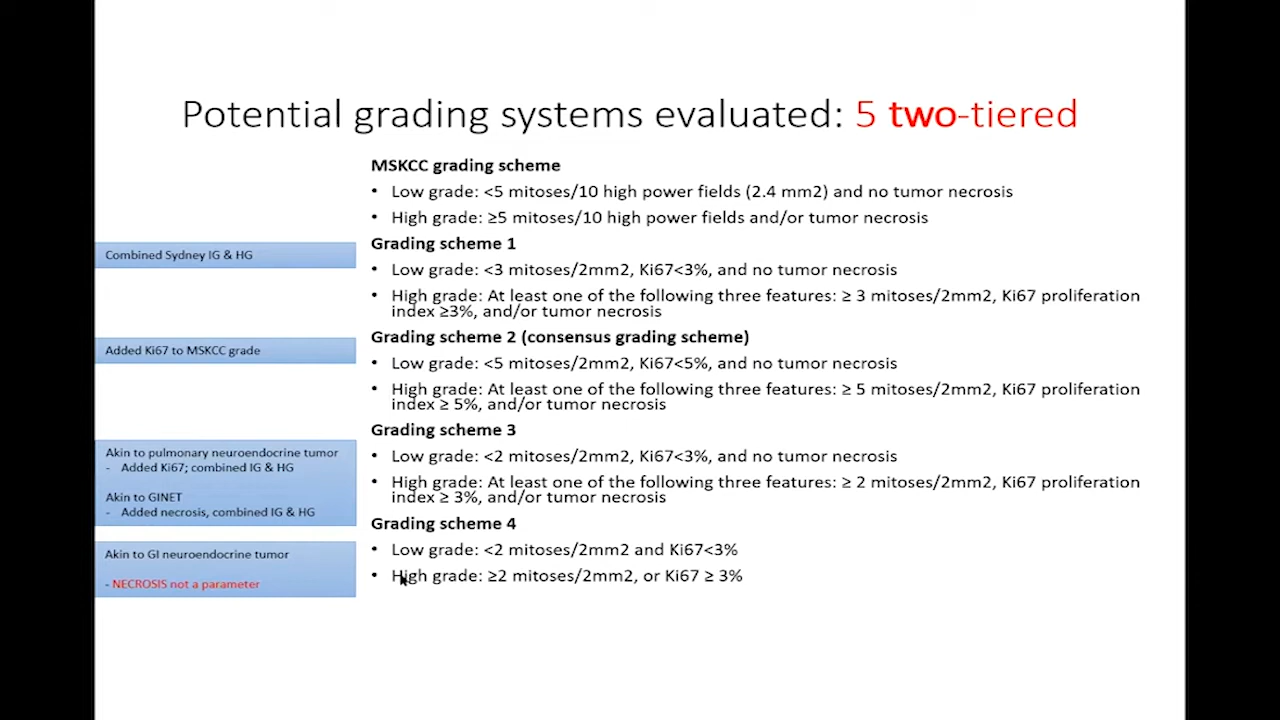 Potential grading systems evaluated: 5 two-tiered
MSKCC grading scheme
• Low grade: <5 mitoses/10 high power fields (2.4 mm2) and no tumor necrosis
• High grade: ≥5 mitoses/10 high power fields and/or tumor necrosis
Combined Sydney IG & HG
Grading scheme 1
• Low grade: <3 mitoses/2mm2, Ki67<3%, and no tumor necrosis
• High grade: At least one of the following three features: ≥ 3 mitoses/2mm2, Ki67 proliferation
index ≥3%, and/or tumor necrosis
Added Ki67 to MSKCC grade
Grading scheme 2 (consensus grading scheme)
• Low grade: <5 mitoses/2mm2, Ki67<5%, and no tumor necrosis
• High grade: At least one of the following three features: ≥ 5 mitoses/2mm2, Ki67 proliferation
index ≥ 5%, and/or tumor necrosis
Akin to pulmonary neuroendocrine tumor
- Added Ki67; combined IG & HG
Akin to GINET
- Added necrosis, combined IG & HG
Grading scheme 3
• Low grade: <2 mitoses/2mm2, Ki67<3%, and no tumor necrosis
• High grade: At least one of the following three features: ≥ 2 mitoses/2mm2, Ki67 proliferation
index ≥ 3%, and/or tumor necrosis
Akin to GI neuroendocrine tumor
- NECROSIS not a parameter
Grading scheme 4
• Low grade: <2 mitoses/2mm2 and Ki67<3%
• High grade: ≥2 mitoses/2mm2, or Ki67 ≥ 3%